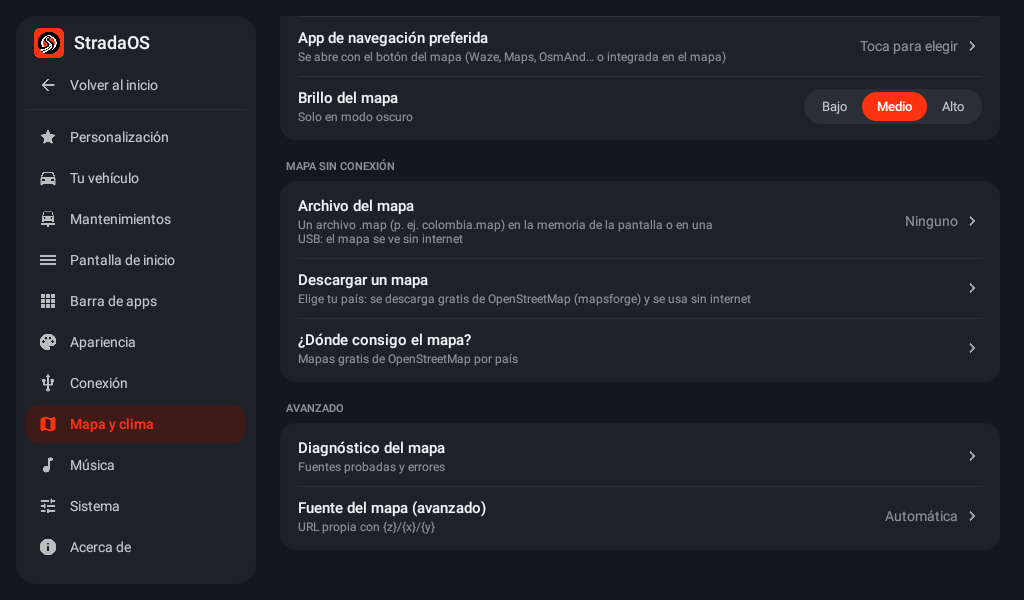 StradaOS
Volver al inicio
Personalización
Tu vehículo
Mantenimientos
Pantalla de inicio
Barra de apps
Apariencia
Conexión
Mapa y clima
Música
Sistema
Acerca de
App de navegación preferida
Se abre con el botón del mapa (Waze, Maps, OsmAnd... o integrada en el mapa)
Toca para elegir
Brillo del mapa
Solo en modo oscuro
Bajo
Medio
Alto
MAPA SIN CONEXIÓN
Archivo del mapa
Un archivo .map (p. ej. colombia.map) en la memoria de la pantalla o en una
USB: el mapa se ve sin internet
Ninguno
Descargar un mapa
Elige tu país: se descarga gratis de OpenStreetMap (mapsforge) y se usa sin internet
¿Dónde consigo el mapa?
Mapas gratis de OpenStreetMap por país
AVANZADO
Diagnóstico del mapa
Fuentes probadas y errores
Fuente del mapa (avanzado)
URL propia con {z}/{x}/{y}
Automática